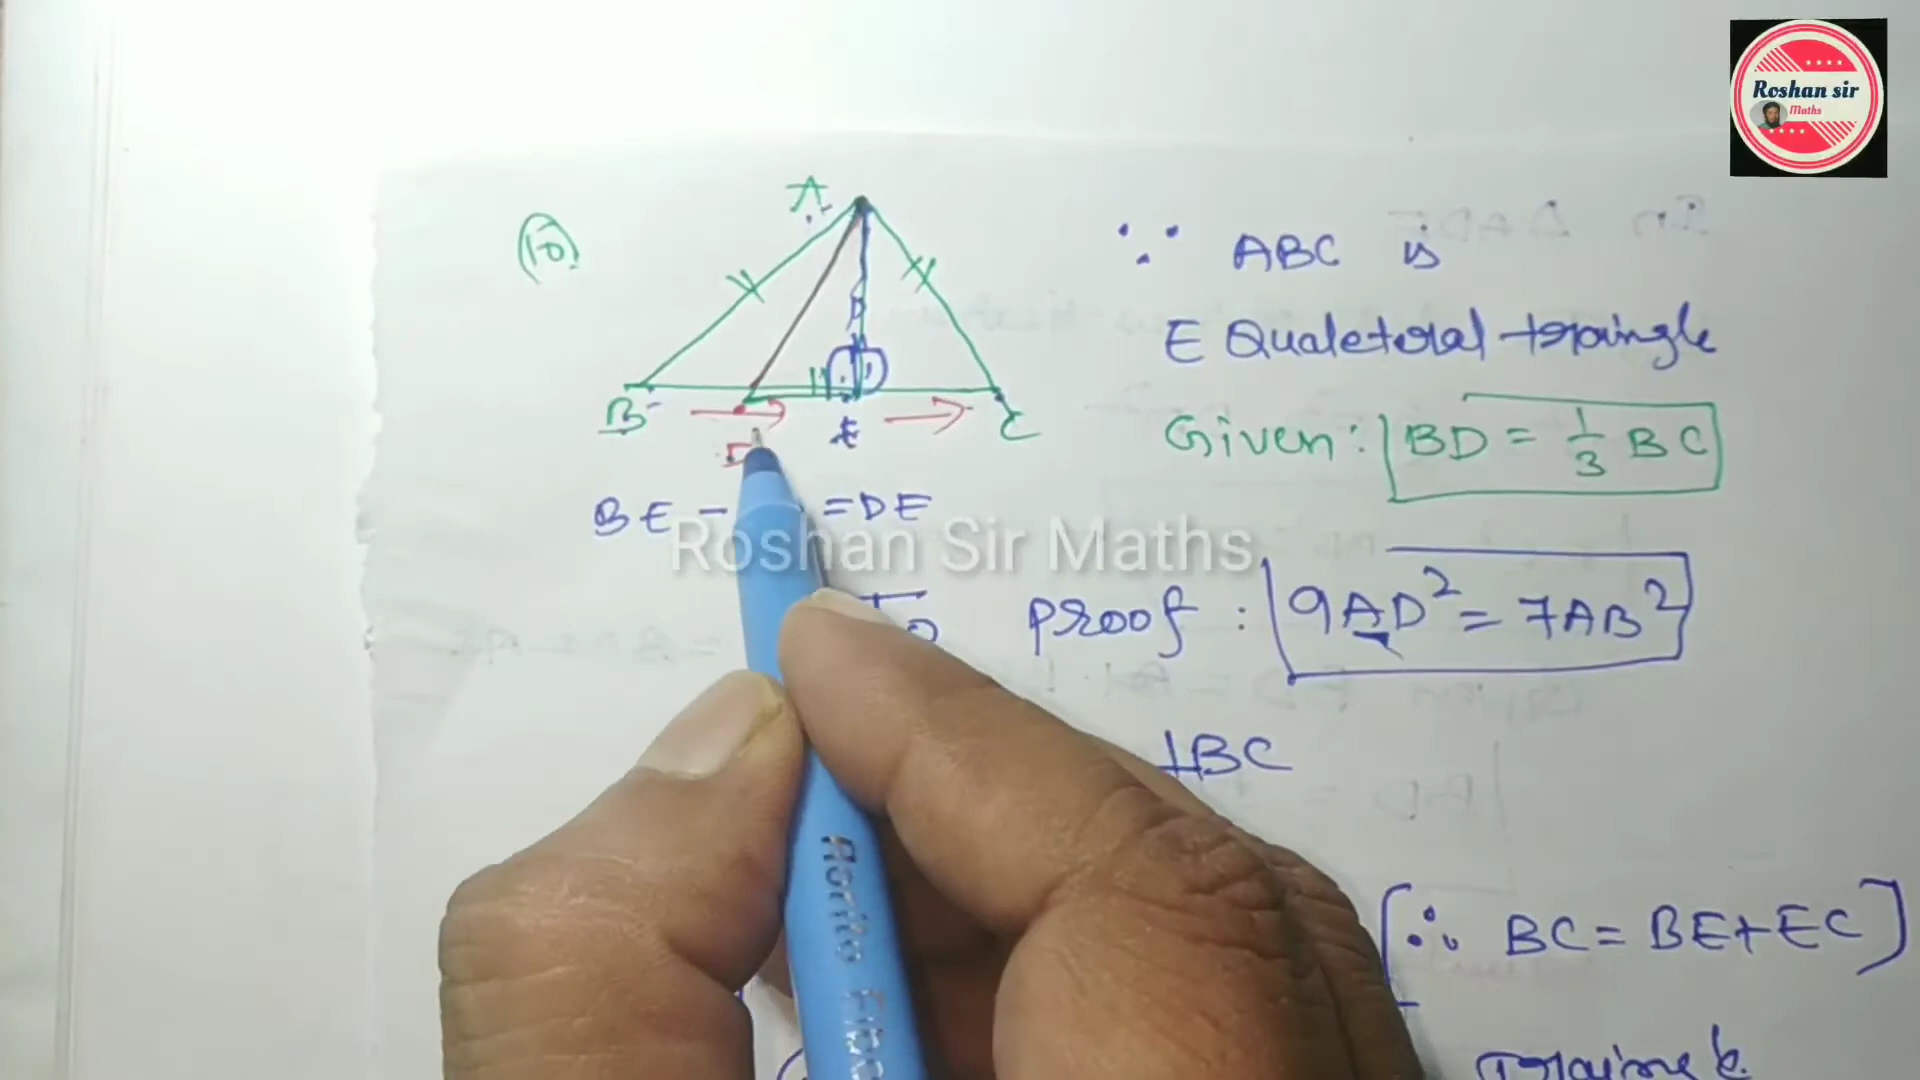 Roshan sir
Maths
(10)
A
∵ ABC is
EQualeteral traingle
B
D
E
C
Given: BD = 1/3 BC
BE - = DE
Roshan Sir Maths
Proof : 9AD² = 7AB²
⊥BC
[∴ BC = BE+EC]